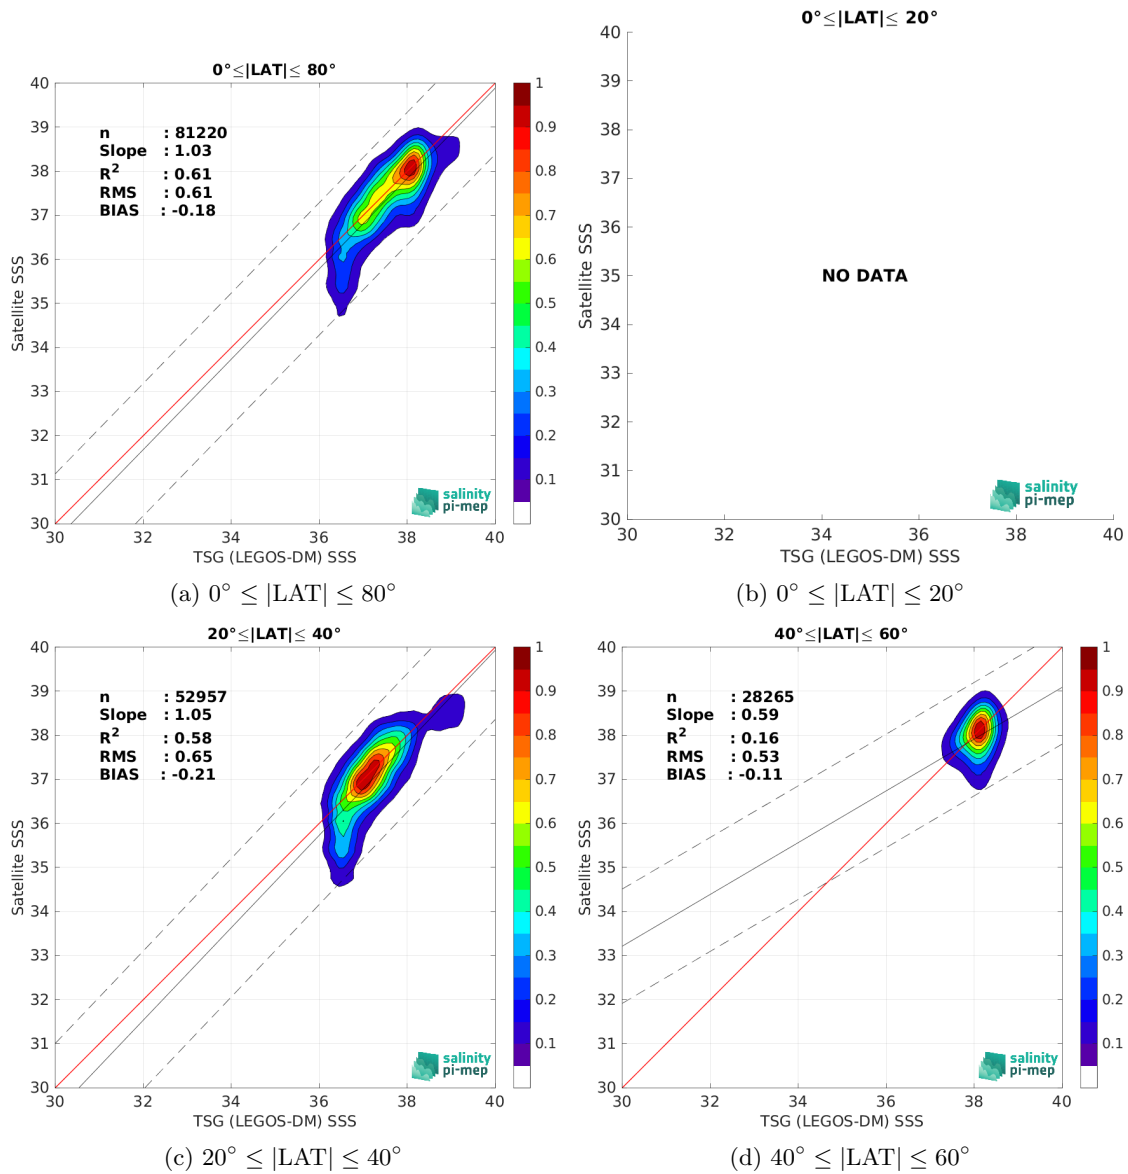 0°≤|LAT|≤ 80°
40
39
38
37
36
35
34
33
32
31
30
Satellite SSS
n : 81220
Slope : 1.03
R² : 0.61
RMS : 0.61
BIAS : -0.18
salinity
pi-mep
30 32 34 36 38 40
TSG (LEGOS-DM) SSS
1
0.9
0.8
0.7
0.6
0.5
0.4
0.3
0.2
0.1
(a) 0° ≤ |LAT| ≤ 80°
0°≤|LAT|≤ 20°
40
39
38
37
36
35
34
33
32
31
30
Satellite SSS
NO DATA
salinity
pi-mep
30 32 34 36 38 40
TSG (LEGOS-DM) SSS
(b) 0° ≤ |LAT| ≤ 20°
20°≤|LAT|≤ 40°
40
39
38
37
36
35
34
33
32
31
30
Satellite SSS
n : 52957
Slope : 1.05
R² : 0.58
RMS : 0.65
BIAS : -0.21
salinity
pi-mep
30 32 34 36 38 40
TSG (LEGOS-DM) SSS
1
0.9
0.8
0.7
0.6
0.5
0.4
0.3
0.2
0.1
(c) 20° ≤ |LAT| ≤ 40°
40°≤|LAT|≤ 60°
40
39
38
37
36
35
34
33
32
31
30
Satellite SSS
n : 28265
Slope : 0.59
R² : 0.16
RMS : 0.53
BIAS : -0.11
salinity
pi-mep
30 32 34 36 38 40
TSG (LEGOS-DM) SSS
1
0.9
0.8
0.7
0.6
0.5
0.4
0.3
0.2
0.1
(d) 40° ≤ |LAT| ≤ 60°